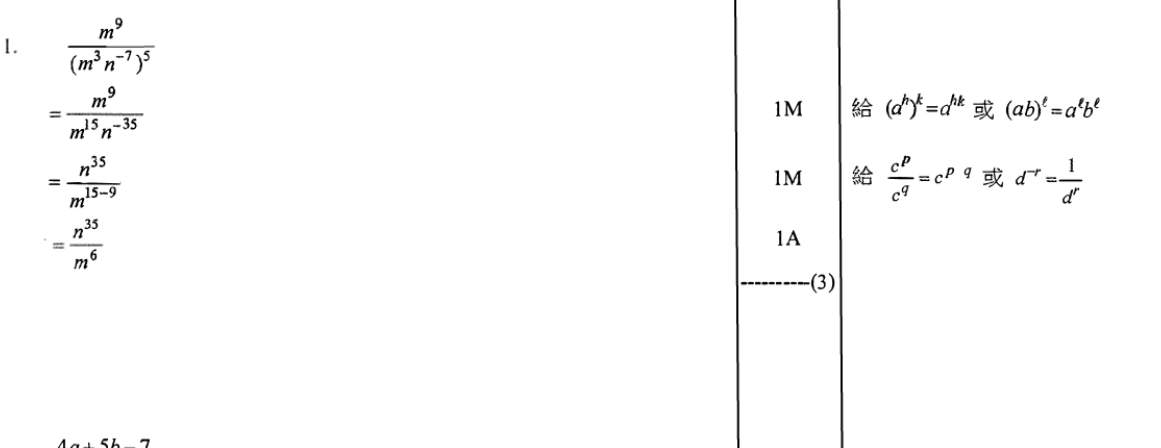 1. m^9 / (m^3 n^-7)^5
= m^9 / m^15 n^-35 1M 給 (a^h)^k = a^hk 或 (ab)^ℓ = a^ℓ b^ℓ
= n^35 / m^15-9 1M 給 c^p / c^q = c^p q 或 d^-r = 1 / d^r
= n^35 / m^6 1A
----------(3)
4a + 5b - 7